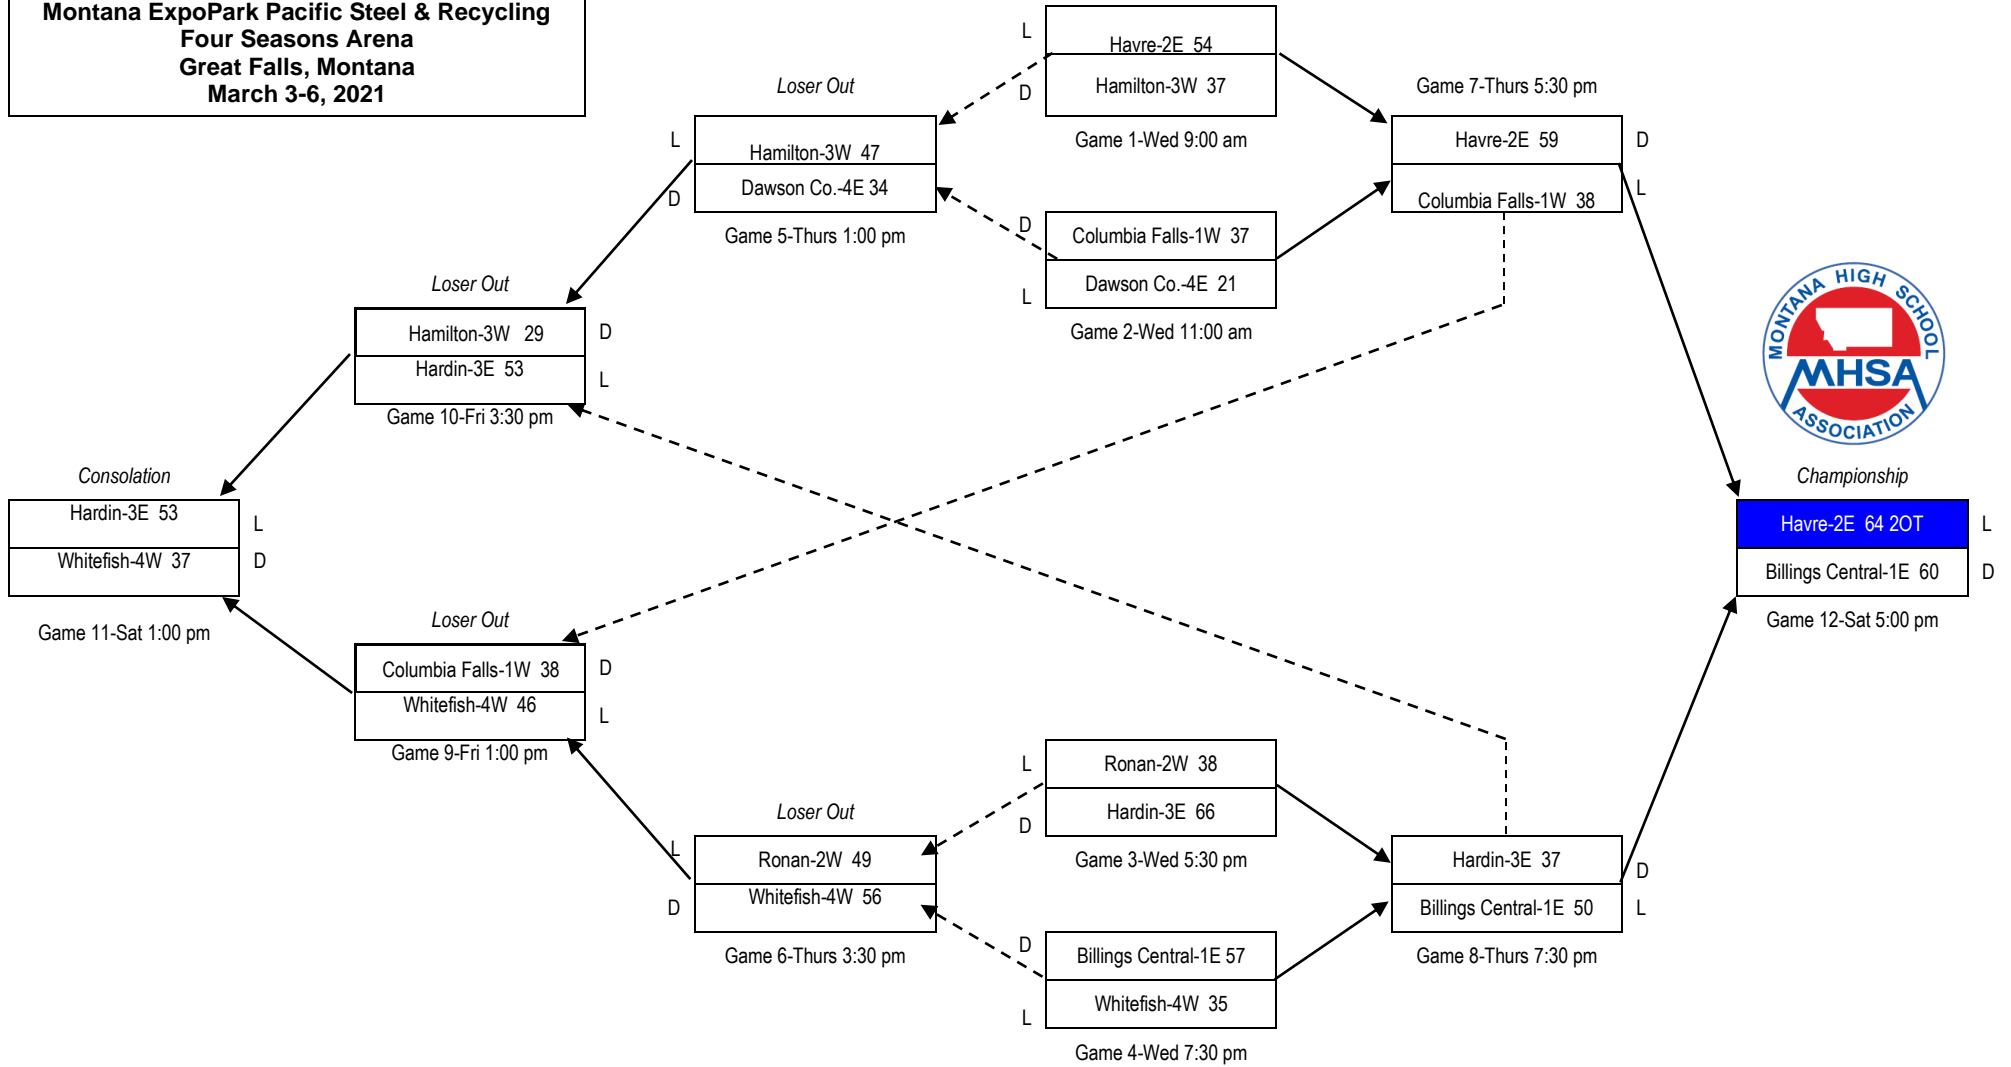 Montana ExpoPark Pacific Steel & Recycling
Four Seasons Arena
Great Falls, Montana
March 3-6, 2021
L
Havre-2E 54
D
Hamilton-3W 37
Game 1-Wed 9:00 am
Loser Out
L
Hamilton-3W 47
D
Dawson Co.-4E 34
Game 5-Thurs 1:00 pm
Game 7-Thurs 5:30 pm
Havre-2E 59
D
Columbia Falls-1W 38
L
D
Columbia Falls-1W 37
L
Dawson Co.-4E 21
Game 2-Wed 11:00 am
Loser Out
Hamilton-3W 29
D
Hardin-3E 53
L
Game 10-Fri 3:30 pm
MONTANA HIGH SCHOOL
MHSA
ASSOCIATION
Consolation
Hardin-3E 53
L
Whitefish-4W 37
D
Game 11-Sat 1:00 pm
Championship
Havre-2E 64 2OT
L
Billings Central-1E 60
D
Game 12-Sat 5:00 pm
Loser Out
Columbia Falls-1W 38
D
Whitefish-4W 46
L
Game 9-Fri 1:00 pm
Loser Out
L
Ronan-2W 49
D
Whitefish-4W 56
Game 6-Thurs 3:30 pm
L
Ronan-2W 38
D
Hardin-3E 66
Game 3-Wed 5:30 pm
Hardin-3E 37
D
Billings Central-1E 50
L
Game 8-Thurs 7:30 pm
D
Billings Central-1E 57
L
Whitefish-4W 35
Game 4-Wed 7:30 pm